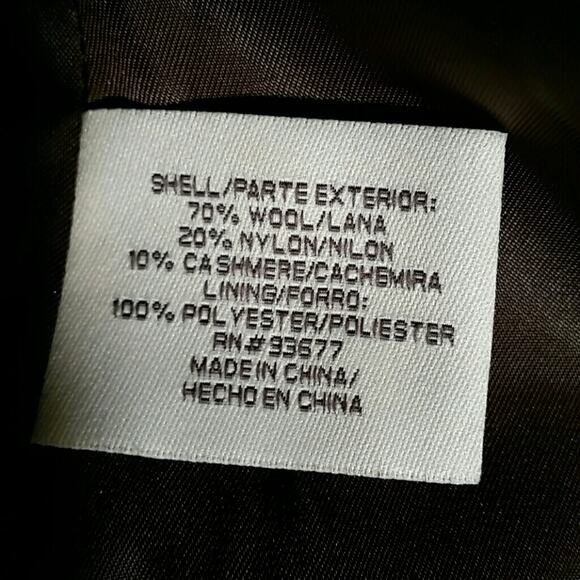 SHELL/PARTE EXTERIOR:
70% WOOL/LANA
20% NYLON/NILON
10% CASHMERE/CACHEMIRA
LINING/FORRO:
100% POLYESTER/POLIESTER
RN# 93677
MADE IN CHINA/
HECHO EN CHINA